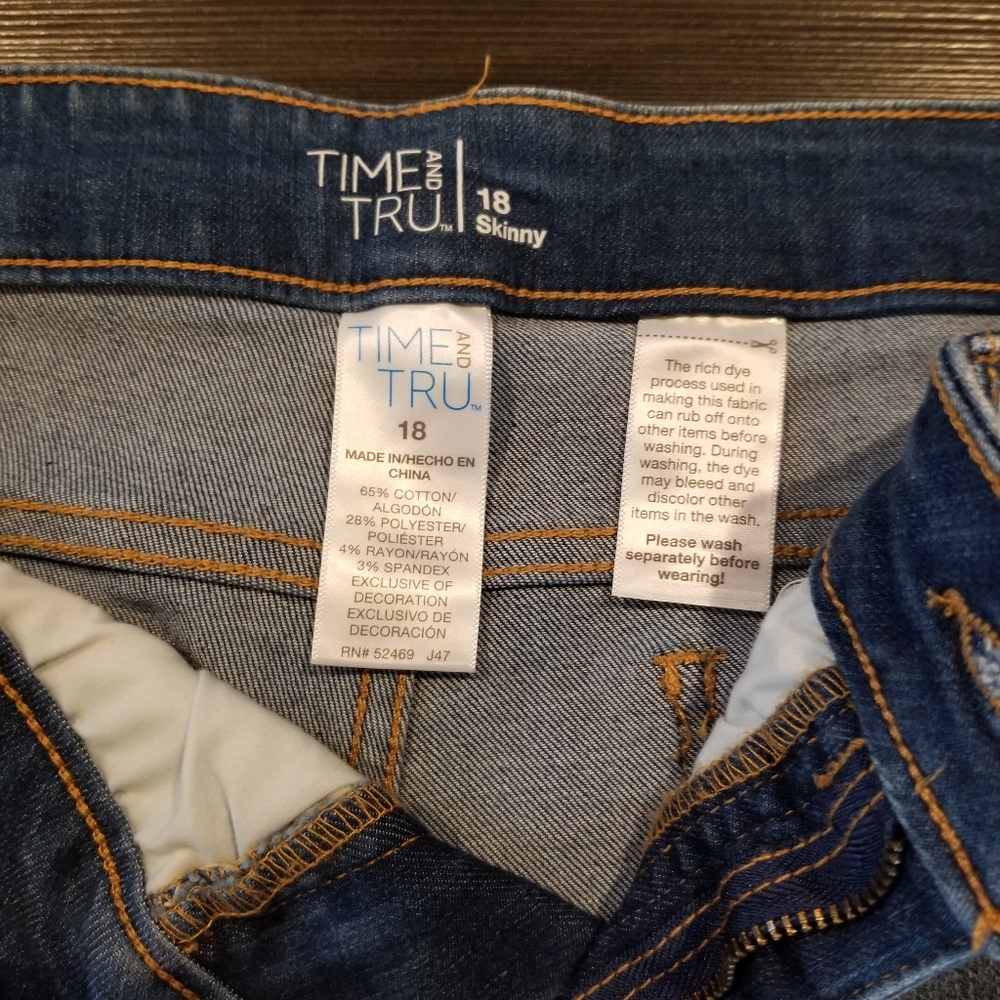 TIME AND
TRU™
18
Skinny
TIME AND
TRU™
18
MADE IN/HECHO EN
CHINA
65% COTTON/
ALGODÓN
28% POLYESTER/
POLIÉSTER
4% RAYON/RAYÓN
3% SPANDEX
EXCLUSIVE OF
DECORATION
EXCLUSIVO DE
DECORACIÓN
RN# 52469 J47
The rich dye
process used in
making this fabric
can rub off onto
other items before
washing. During
washing, the dye
may bleeed and
discolor other
items in the wash.
Please wash
separately before
wearing!